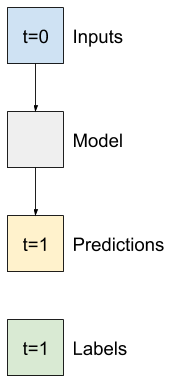 t=0 Inputs
Model
t=1 Predictions
t=1 Labels